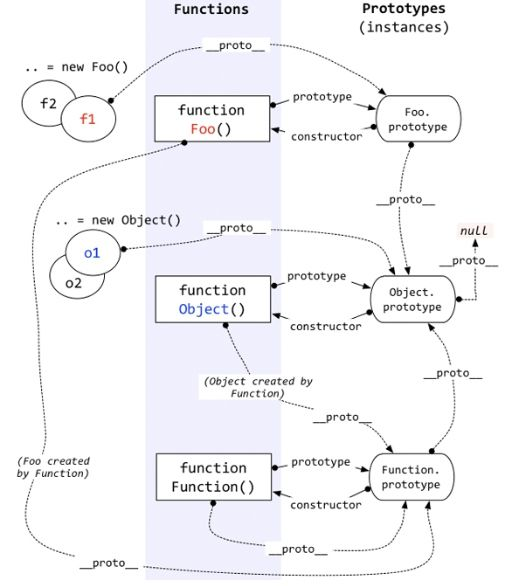 Functions
Prototypes
(instances)
__proto__
.. = new Foo()
f2
f1
function
Foo()
prototype
constructor
Foo.
prototype
__proto__
.. = new Object()
__proto__
null
o1
o2
__proto__
function
Object()
prototype
constructor
Object.
prototype
(Object created by
Function)
__proto__
__proto__
(Foo created
by Function)
function
Function()
prototype
constructor
Function.
prototype
__proto__
__proto__